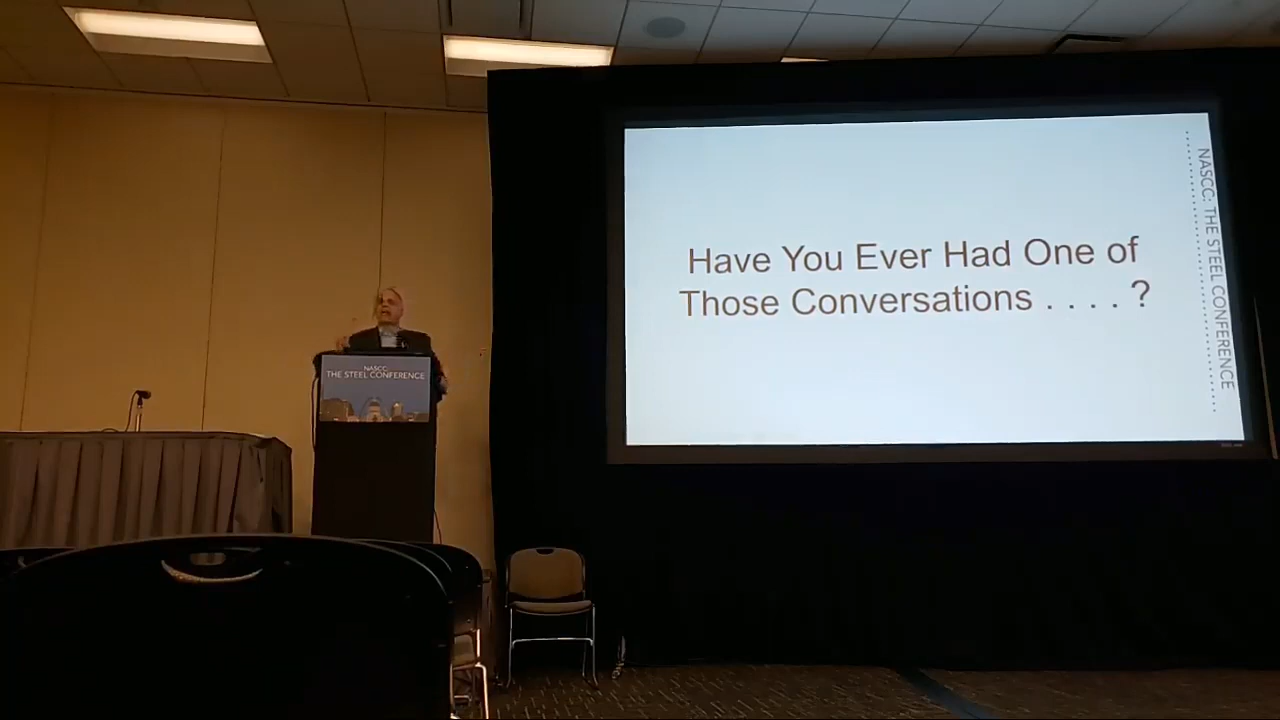 Have You Ever Had One of
Those Conversations . . . . ?
NASCC: THE STEEL CONFERENCE
NASCC:
THE STEEL CONFERENCE